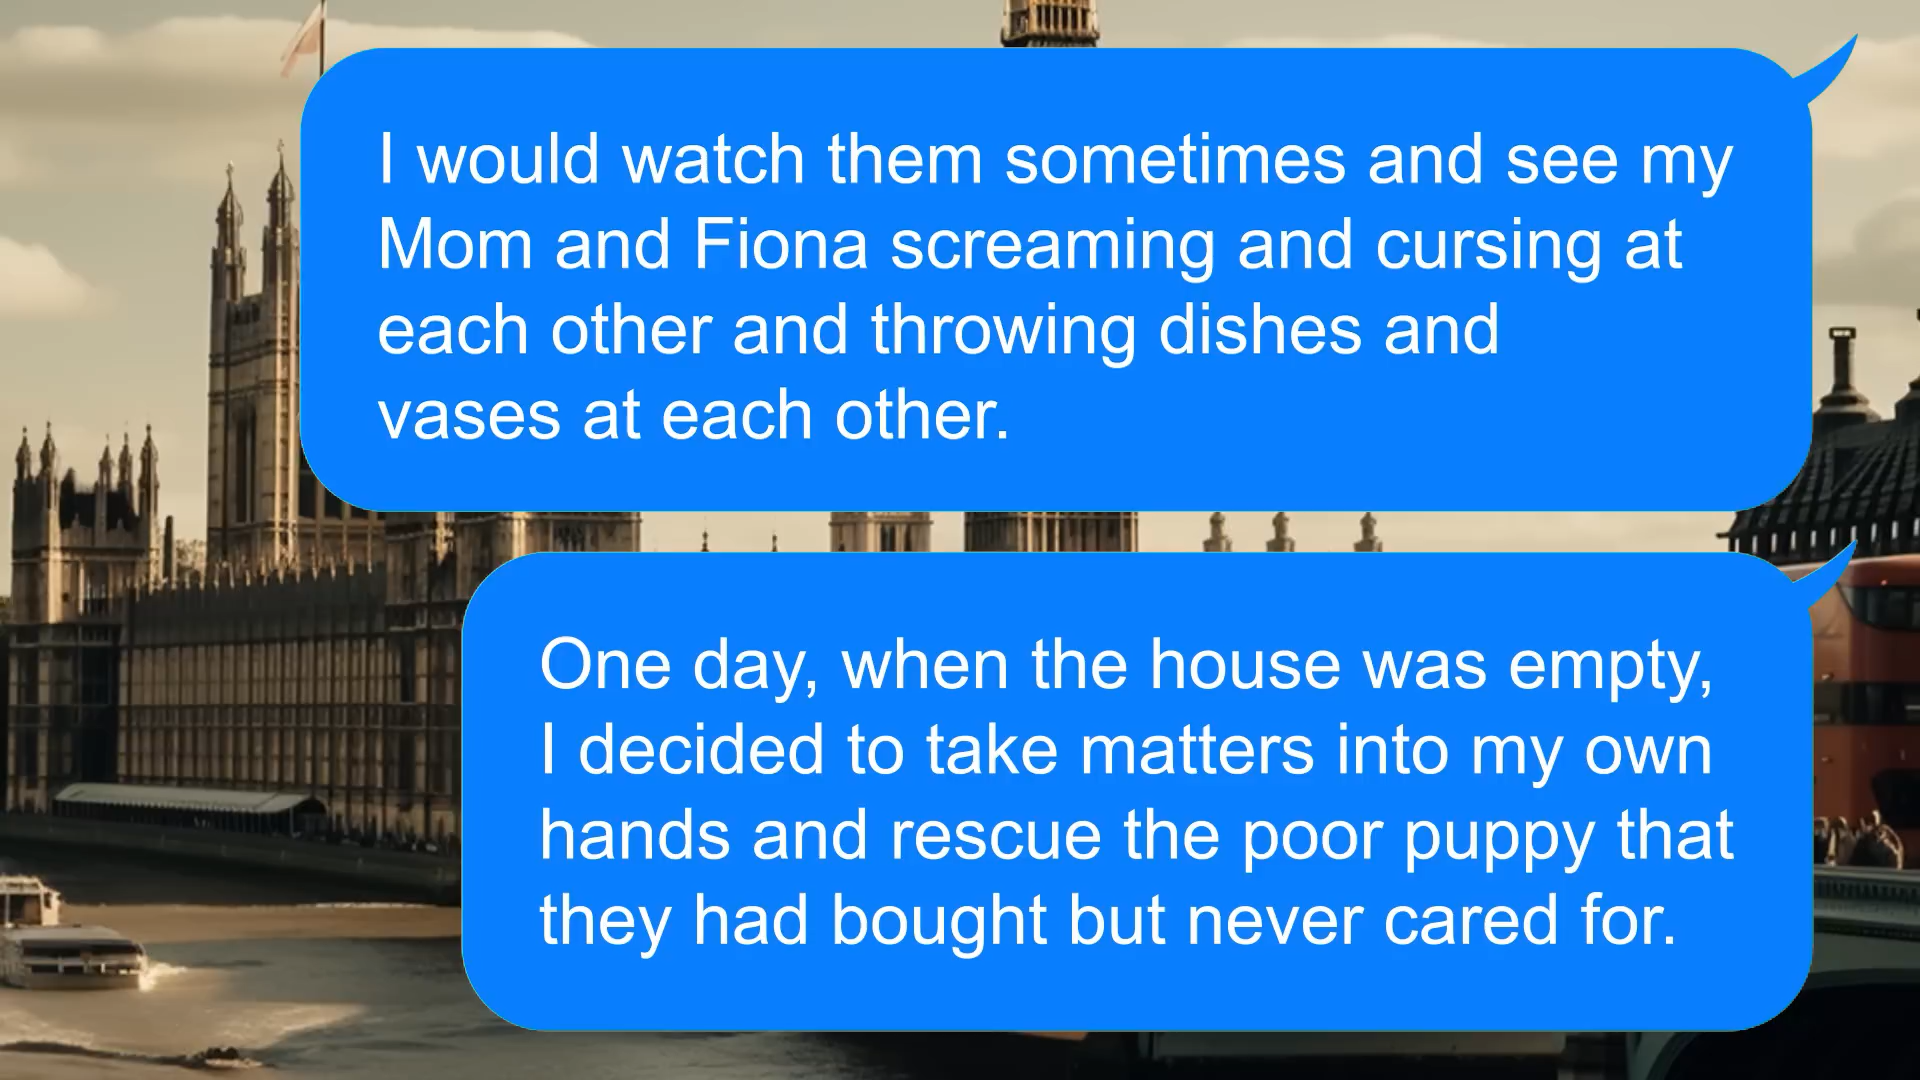 I would watch them sometimes and see my
Mom and Fiona screaming and cursing at
each other and throwing dishes and
vases at each other.
One day, when the house was empty,
I decided to take matters into my own
hands and rescue the poor puppy that
they had bought but never cared for.